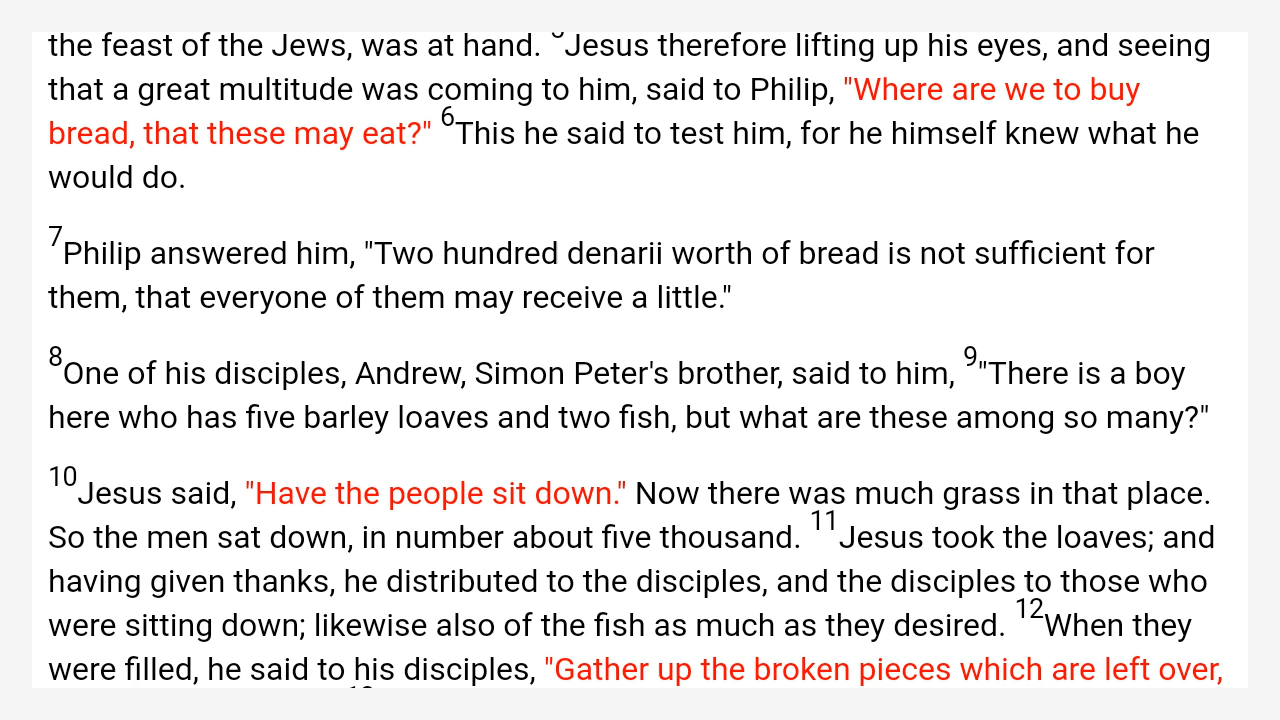 the feast of the Jews, was at hand. 5Jesus therefore lifting up his eyes, and seeing
that a great multitude was coming to him, said to Philip, "Where are we to buy
bread, that these may eat?" 6This he said to test him, for he himself knew what he
would do.
7Philip answered him, "Two hundred denarii worth of bread is not sufficient for
them, that everyone of them may receive a little."
8One of his disciples, Andrew, Simon Peter's brother, said to him, 9"There is a boy
here who has five barley loaves and two fish, but what are these among so many?"
10Jesus said, "Have the people sit down." Now there was much grass in that place.
So the men sat down, in number about five thousand. 11Jesus took the loaves; and
having given thanks, he distributed to the disciples, and the disciples to those who
were sitting down; likewise also of the fish as much as they desired. 12When they
were filled, he said to his disciples, "Gather up the broken pieces which are left over,